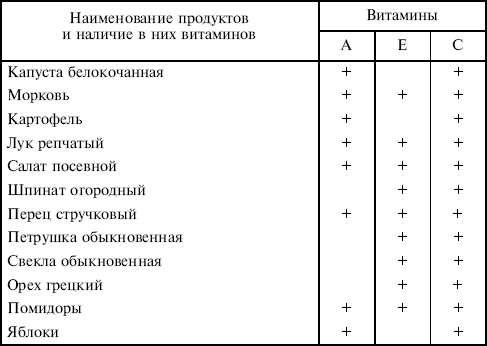 Наименование продуктов
и наличие в них витаминов
Витамины
А Е С
Капуста белокочанная + +
Морковь + + +
Картофель + +
Лук репчатый + + +
Салат посевной + + +
Шпинат огородный + +
Перец стручковый + + +
Петрушка обыкновенная + +
Свекла обыкновенная + +
Орех грецкий + +
Помидоры + + +
Яблоки + +